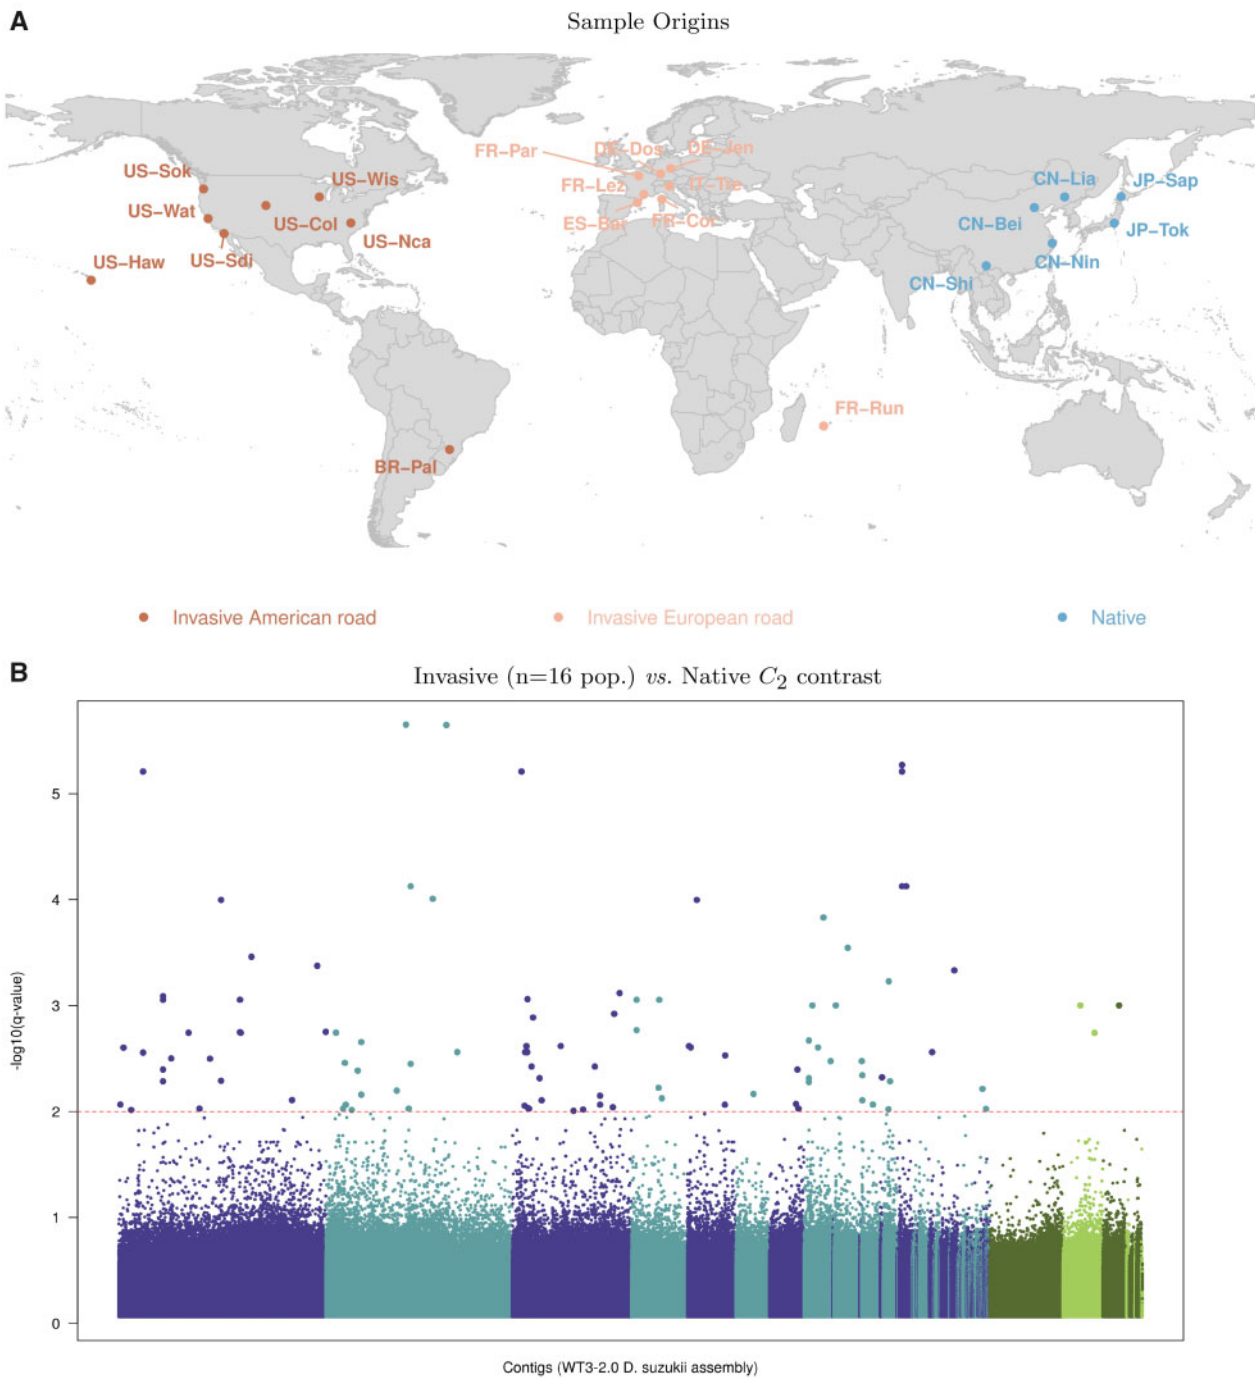 A
Sample Origins
US-Sok
US-Wis
US-Wat
US-Col
US-Nca
US-Haw
US-Sdi
BR-Pal
FR-Par
DE-Dos
DE-Jen
FR-Lez
IT-Tre
ES-Bar
FR-Cor
FR-Run
CN-Lia
JP-Sap
CN-Bei
JP-Tok
CN-Nin
CN-Shi
Invasive American road
Invasive European road
Native
B
Invasive (n=16 pop.) vs. Native C2 contrast
5
4
3
2
1
0
-log10(q-value)
Contigs (WT3-2.0 D. suzukii assembly)